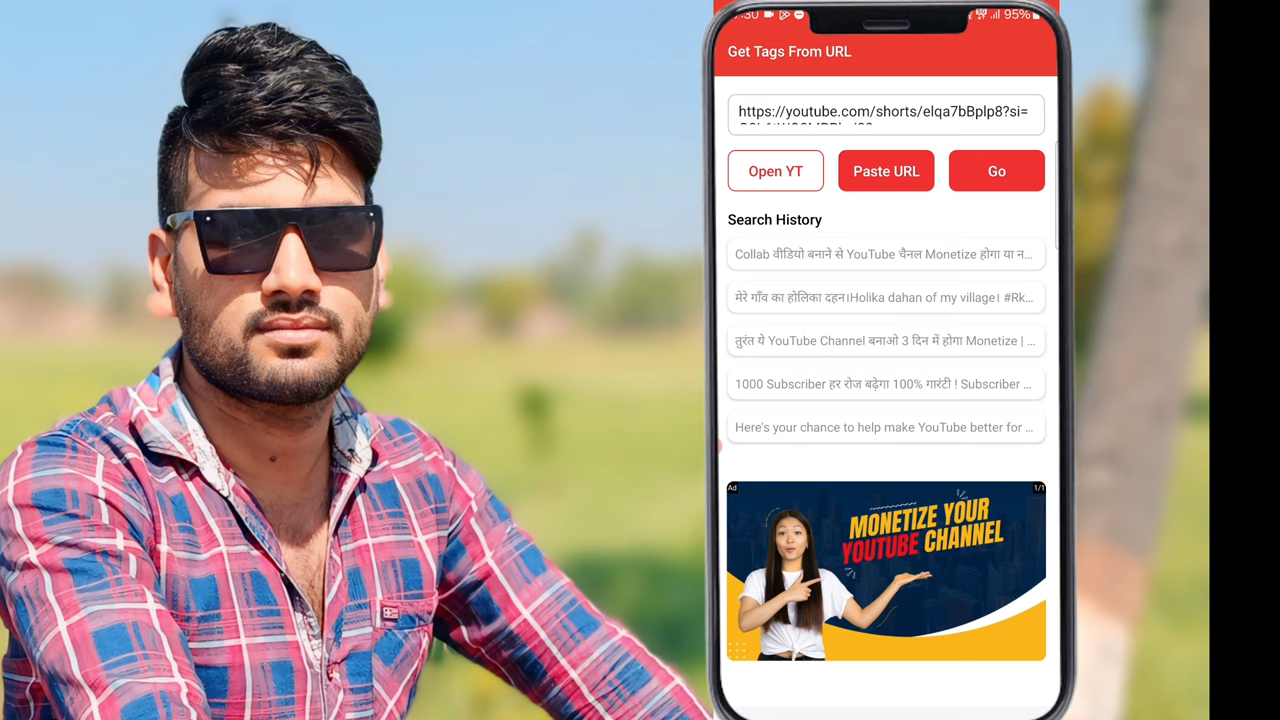 :30 95%
Get Tags From URL
https://youtube.com/shorts/elqa7bBplp8?si=
Open YT Paste URL Go
Search History
Collab वीडियो बनाने से YouTube चैनल Monetize होगा या न...
मेरे गाँव का होलिका दहन।Holika dahan of my village। #Rk...
तुरंत ये YouTube Channel बनाओ 3 दिन में होगा Monetize | ...
1000 Subscriber हर रोज बढ़ेगा 100% गारंटी ! Subscriber ...
Here's your chance to help make YouTube better for ...
Ad 1/1
MONETIZE YOUR
YOUTUBE CHANNEL